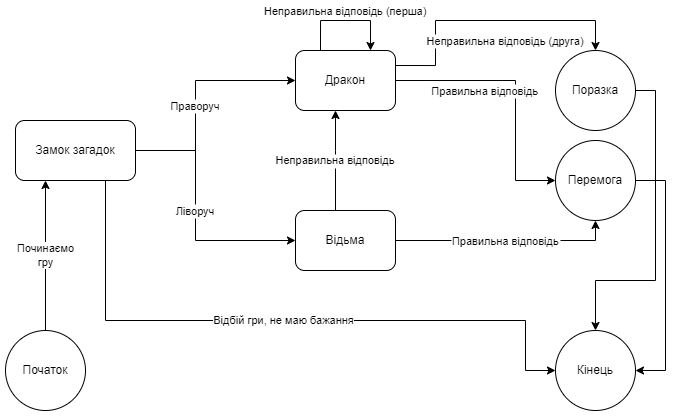 Неправильна відповідь (перша)
Неправильна відповідь (друга)
Дракон
Поразка
Правильна відповідь
Праворуч
Замок загадок
Неправильна відповідь
Перемога
Ліворуч
Відьма
Правильна відповідь
Починаємо
гру
Відбій гри, не маю бажання
Початок
Кінець